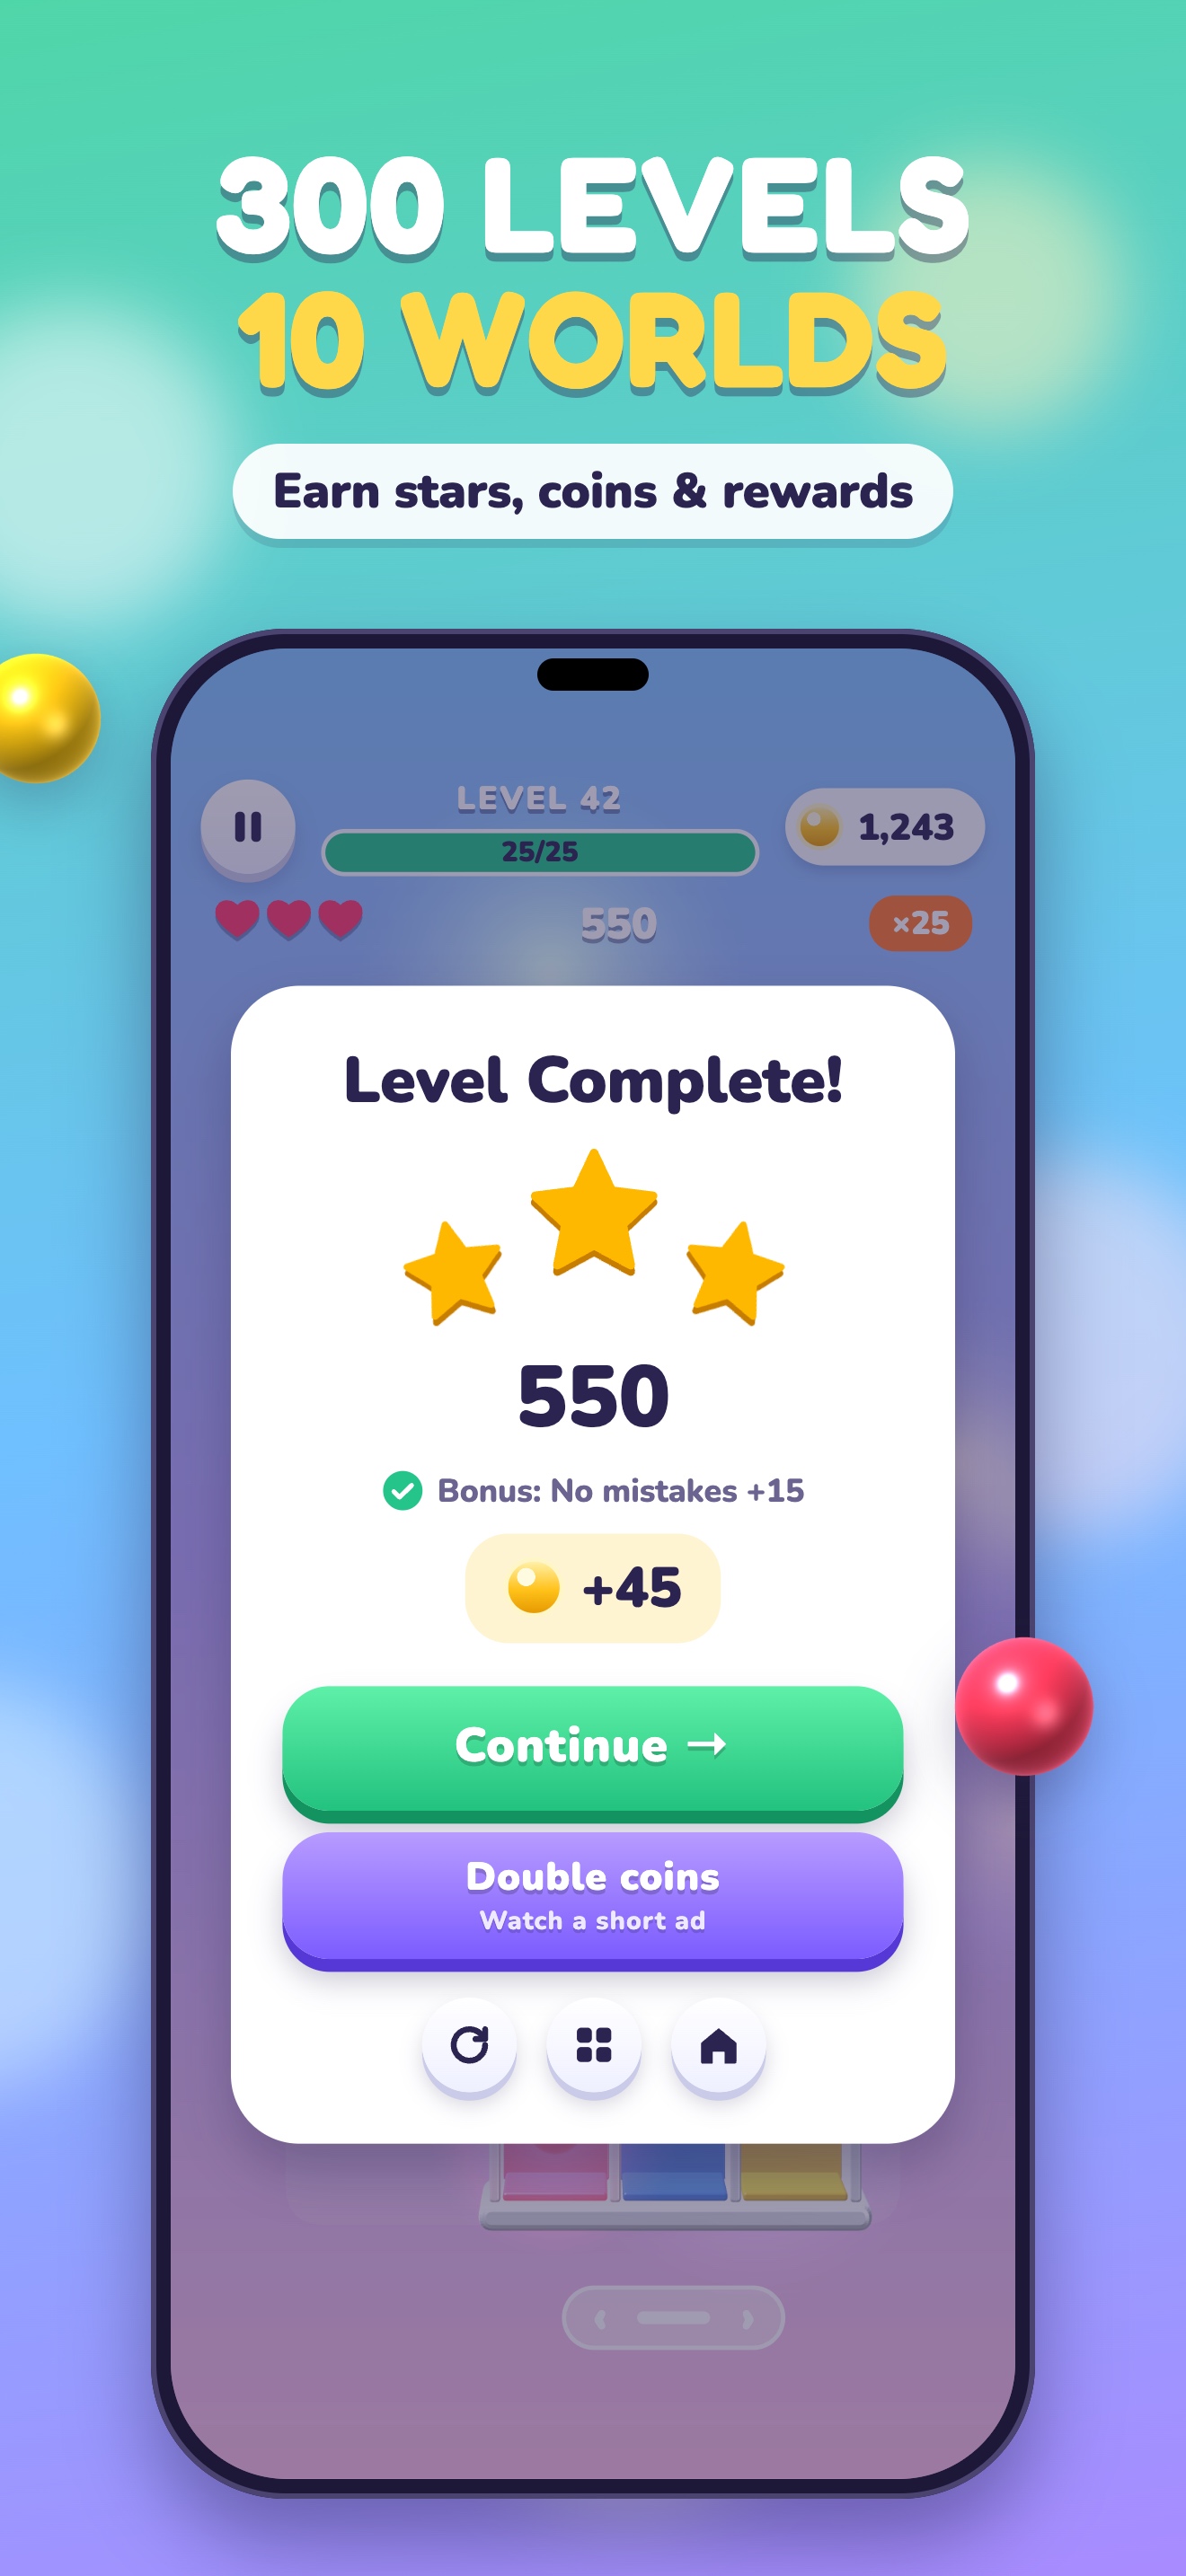 300 LEVELS
10 WORLDS
Earn stars, coins & rewards
LEVEL 42
25/25
1,243
550
×25
Level Complete!
550
Bonus: No mistakes +15
+45
Continue →
Double coins
Watch a short ad